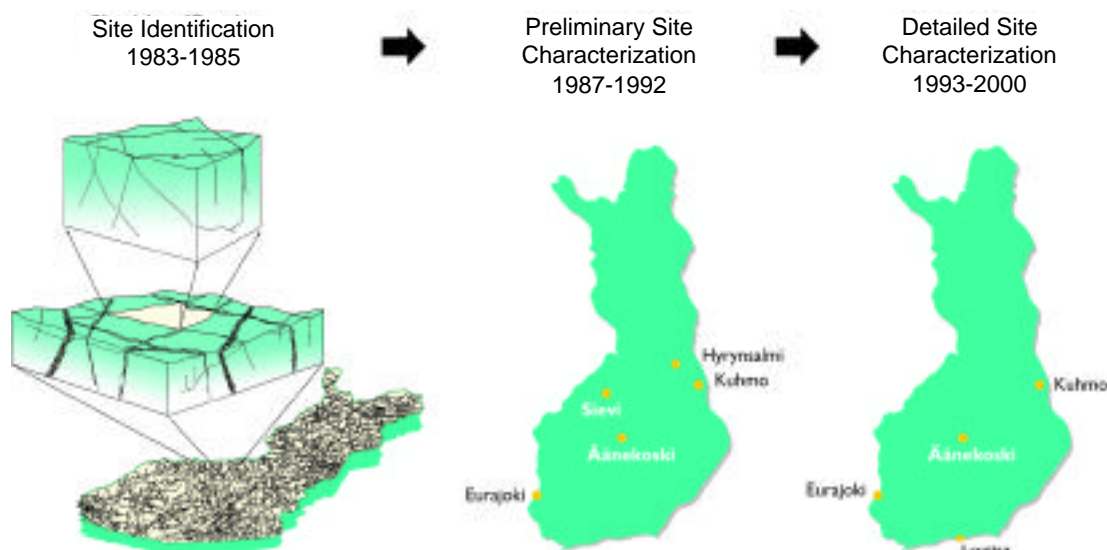 Site Identification
1983-1985
Preliminary Site
Characterization
1987-1992
Detailed Site
Characterization
1993-2000
Hyrynsalmi
Kuhmo
Sievi
Äänekoski
Eurajoki
Kuhmo
Äänekoski
Eurajoki